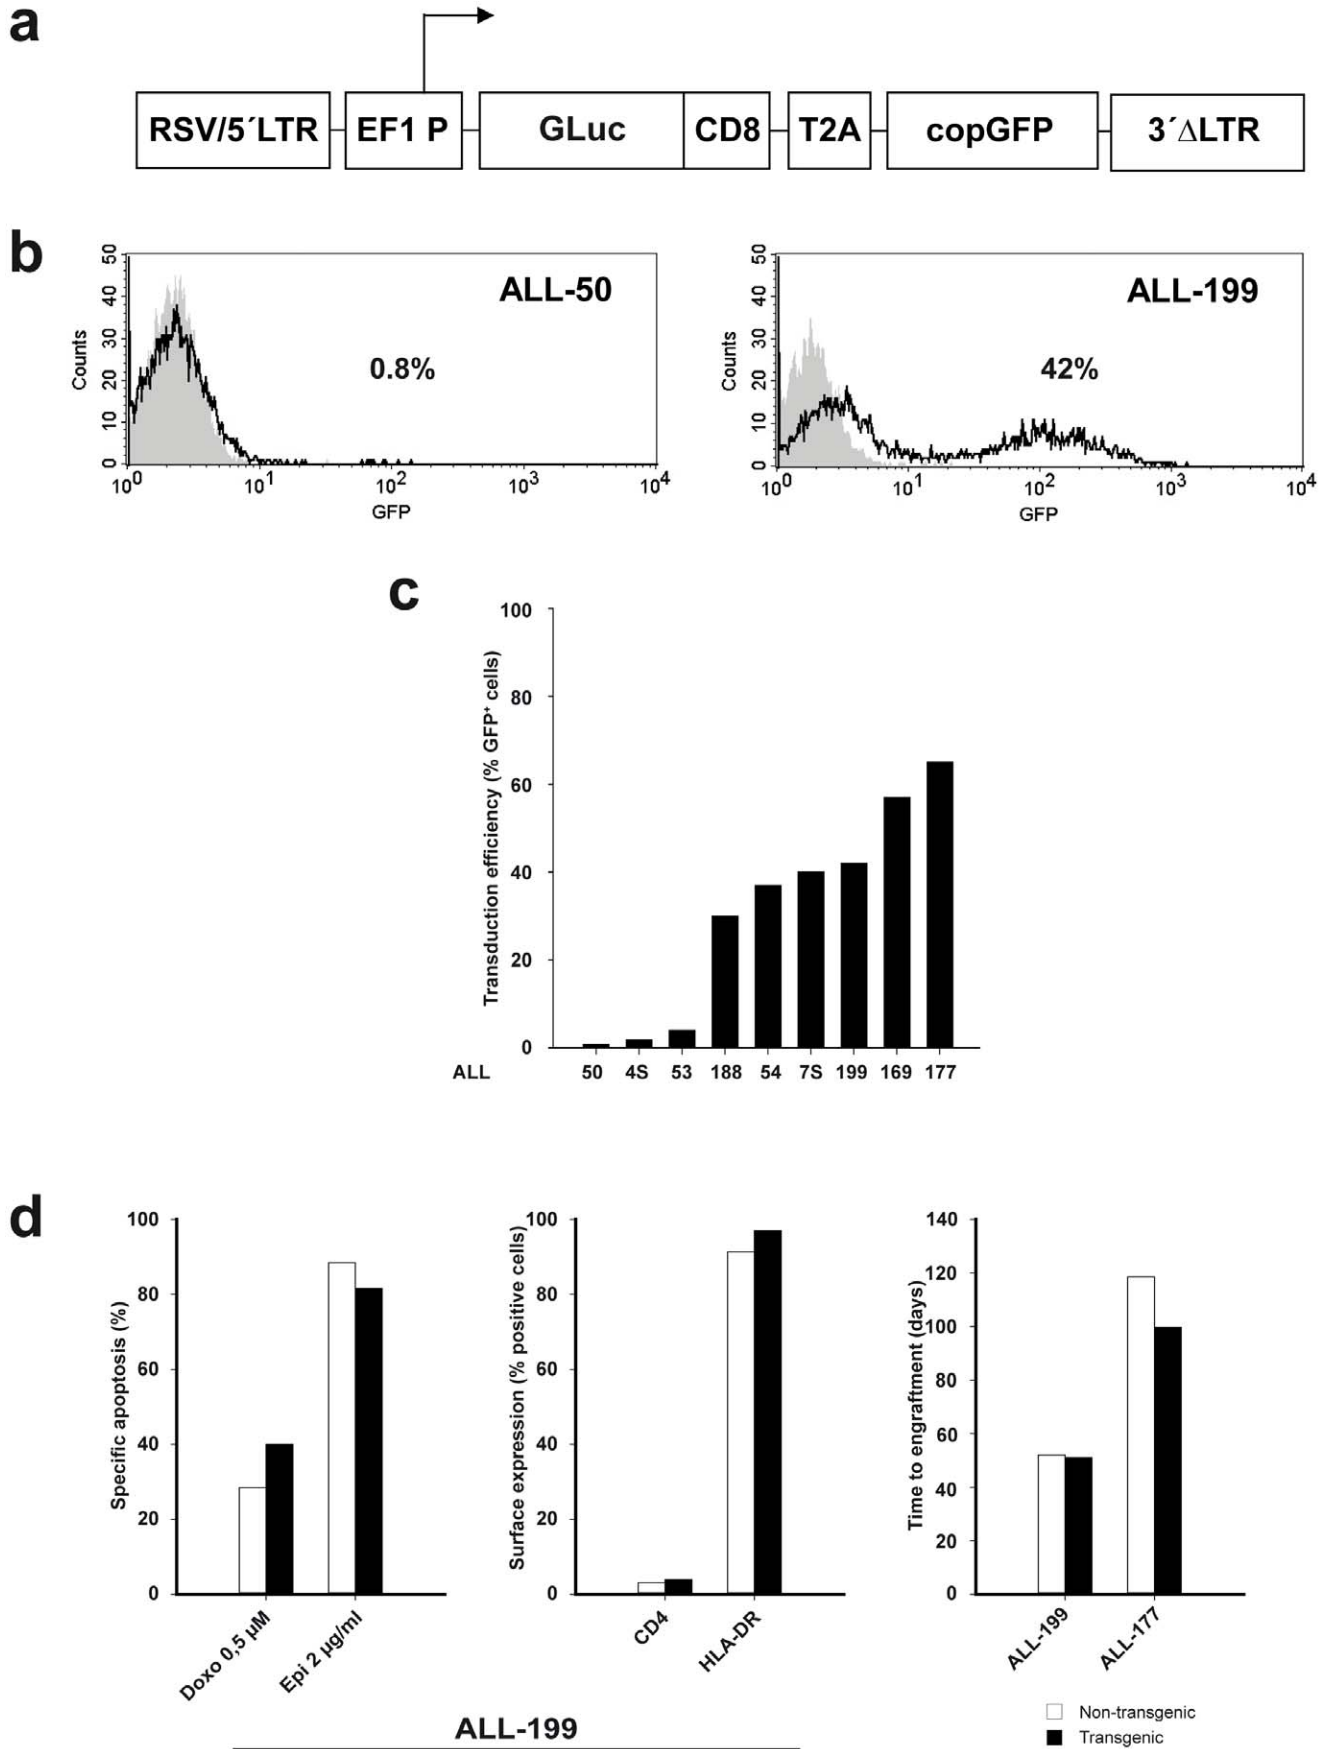 a
RSV/5´LTR EF1 P GLuc CD8 T2A copGFP 3´ΔLTR
b
ALL-50
0.8%
Counts
50
40
30
20
10
0
10⁰ 10¹ 10² 10³ 10⁴
GFP
ALL-199
42%
Counts
50
40
30
20
10
0
10⁰ 10¹ 10² 10³ 10⁴
GFP
c
Transduction efficiency (% GFP⁺ cells)
100
80
60
40
20
0
ALL 50 4S 53 188 54 7S 199 169 177
d
Specific apoptosis (%)
100
80
60
40
20
0
Doxo 0,5 µM
Epi 2 µg/ml
Surface expression (% positive cells)
100
80
60
40
20
0
CD4
HLA-DR
ALL-199
Time to engraftment (days)
140
120
100
80
60
40
20
0
ALL-199
ALL-177
Non-transgenic
Transgenic